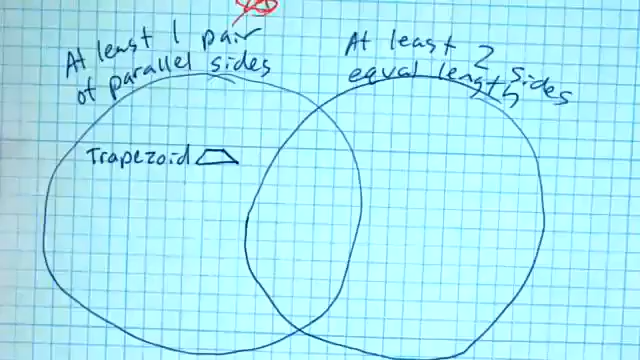 At least 1 pair
of parallel sides
At least 2 sides
equal length
Trapezoid